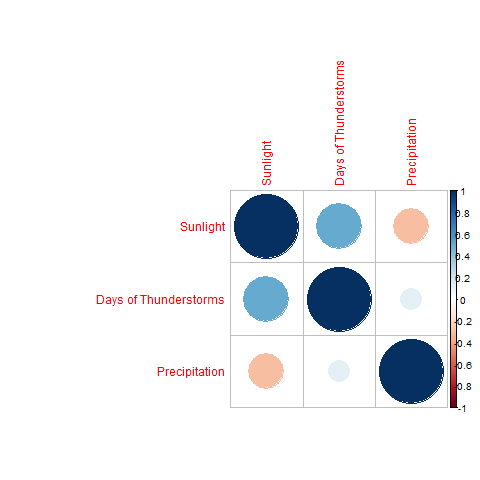 Sunlight
Days of Thunderstorms
Precipitation
Sunlight
Days of Thunderstorms
Precipitation
1
0.8
0.6
0.4
0.2
0
-0.2
-0.4
-0.6
-0.8
-1